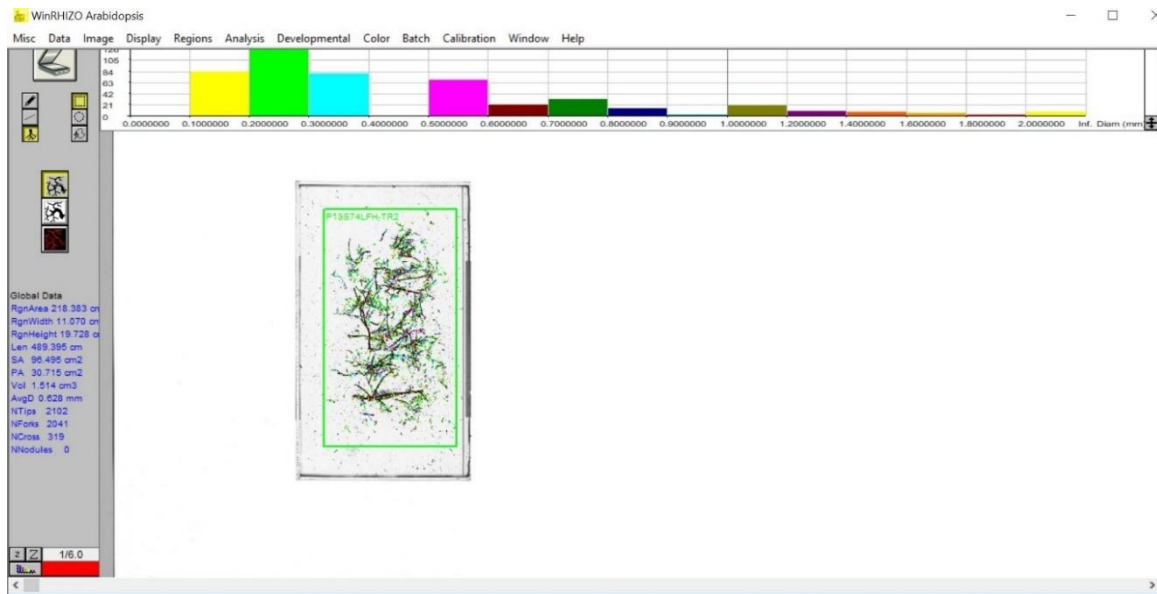 WinRHIZO Arabidopsis
Misc Data Image Display Regions Analysis Developmental Color Batch Calibration Window Help
126
105
84
63
42
21
0
0.0000000 0.1000000 0.2000000 0.3000000 0.4000000 0.5000000 0.6000000 0.7000000 0.8000000 0.9000000 1.0000000 1.2000000 1.4000000 1.6000000 1.8000000 2.0000000 Inf. Diam (mm)
P13S74LFH-TR2
Global Data
RgnArea 218.383 cm
RgnWidth 11.070 cm
RgnHeight 19.728 c
Len 489.395 cm
SA 96.495 cm2
PA 30.715 cm2
Vol 1.514 cm3
AvgD 0.628 mm
NTips 2102
NForks 2041
NCross 319
NNodules 0
z Z 1/6.0